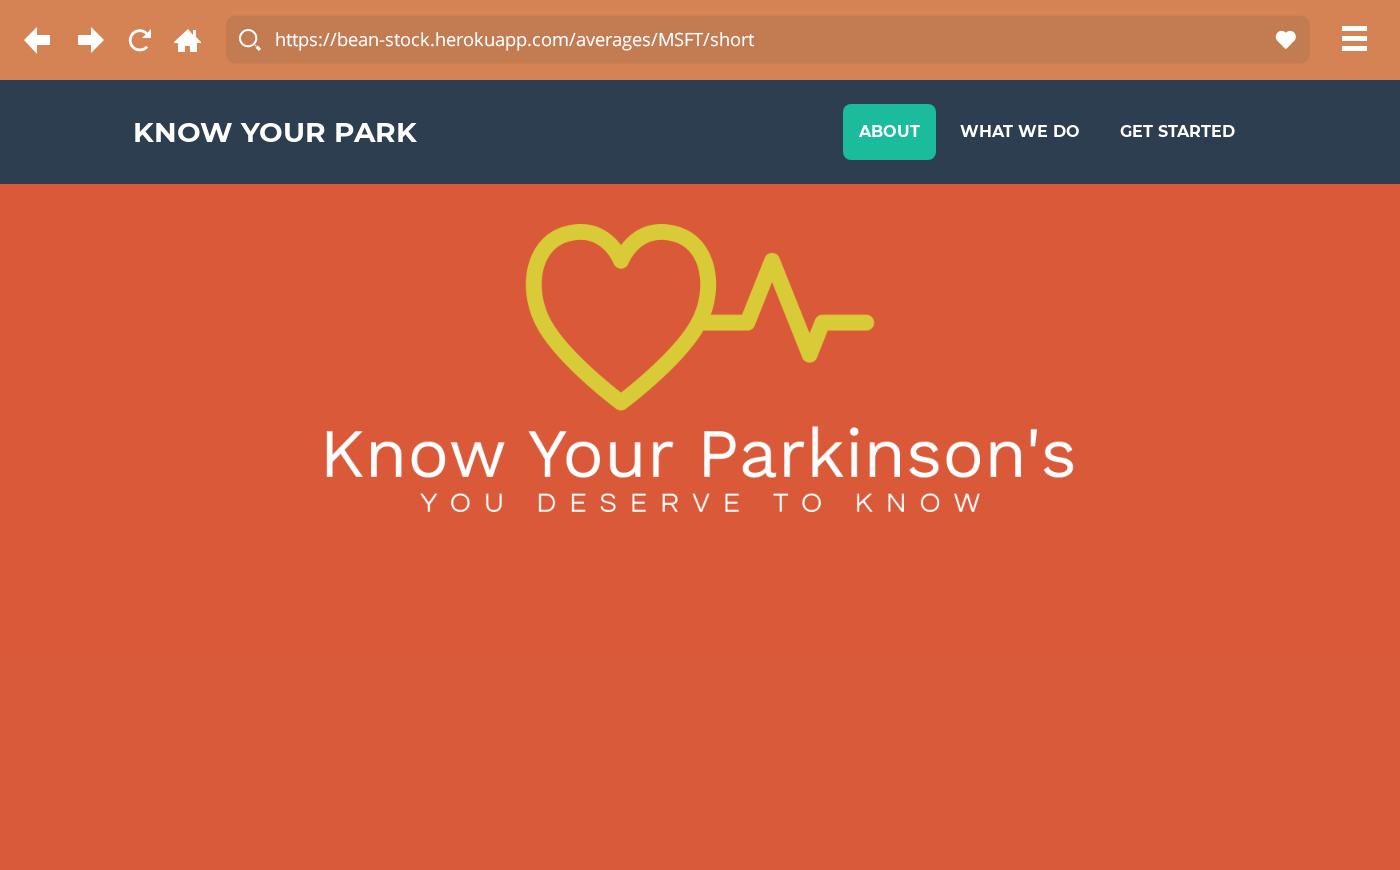 https://bean-stock.herokuapp.com/averages/MSFT/short
KNOW YOUR PARK
ABOUT
WHAT WE DO
GET STARTED
Know Your Parkinson's
YOU DESERVE TO KNOW